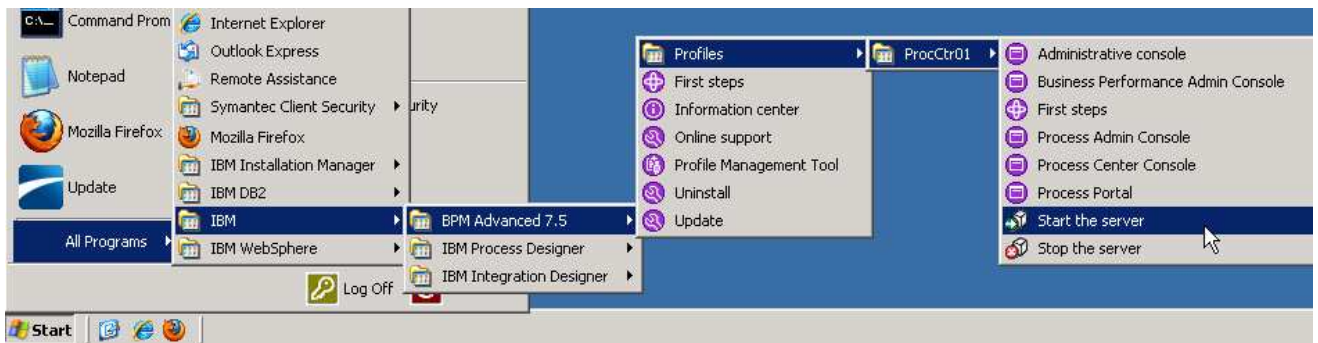 Command Prom
Notepad
Mozilla Firefox
Update
All Programs
Internet Explorer
Outlook Express
Remote Assistance
Symantec Client Security
Mozilla Firefox
IBM Installation Manager
IBM DB2
IBM
IBM WebSphere
urity
Log Off
BPM Advanced 7.5
IBM Process Designer
IBM Integration Designer
Profiles
First steps
Information center
Online support
Profile Management Tool
Uninstall
Update
ProcCtr01
Administrative console
Business Performance Admin Console
First steps
Process Admin Console
Process Center Console
Process Portal
Start the server
Stop the server
Start